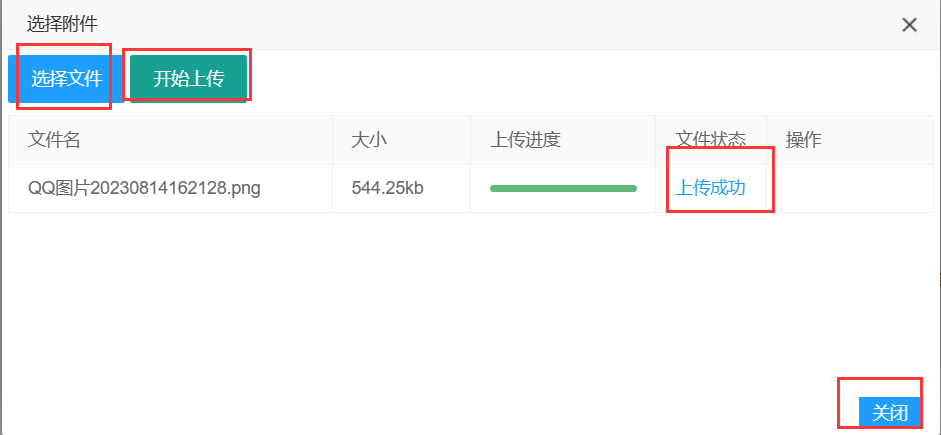 选择附件
选择文件 开始上传
文件名 大小 上传进度 文件状态 操作
QQ图片20230814162128.png 544.25kb 上传成功
关闭